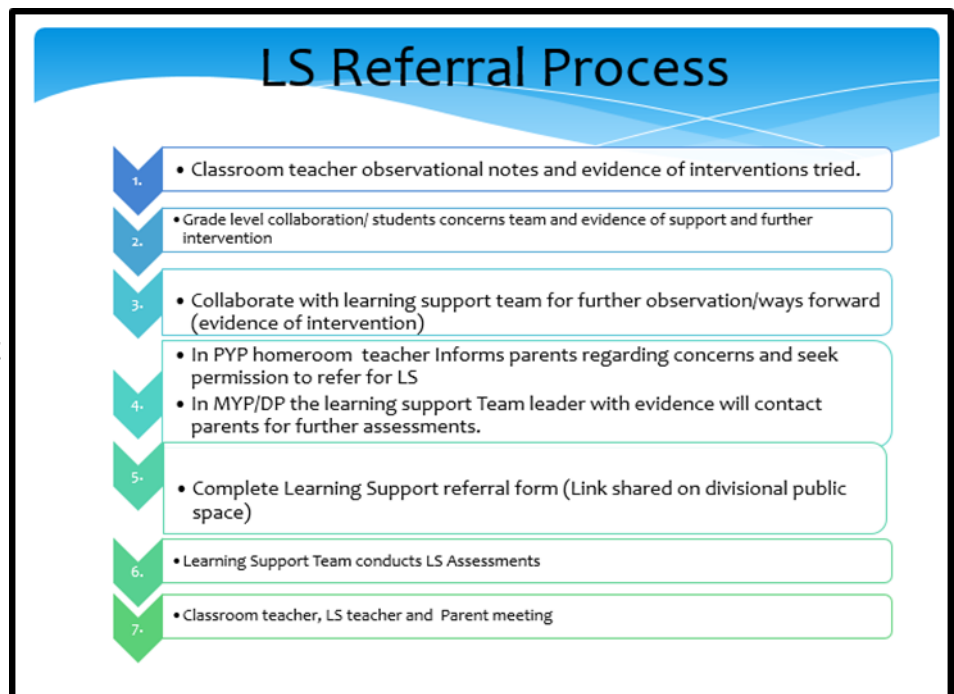 LS Referral Process
1.
• Classroom teacher observational notes and evidence of interventions tried.
2.
• Grade level collaboration/ students concerns team and evidence of support and further
intervention
3.
• Collaborate with learning support team for further observation/ways forward
(evidence of intervention)
4.
• In PYP homeroom teacher Informs parents regarding concerns and seek
permission to refer for LS
• In MYP/DP the learning support Team leader with evidence will contact
parents for further assessments.
5.
• Complete Learning Support referral form (Link shared on divisional public
space)
6.
• Learning Support Team conducts LS Assessments
7.
• Classroom teacher, LS teacher and Parent meeting